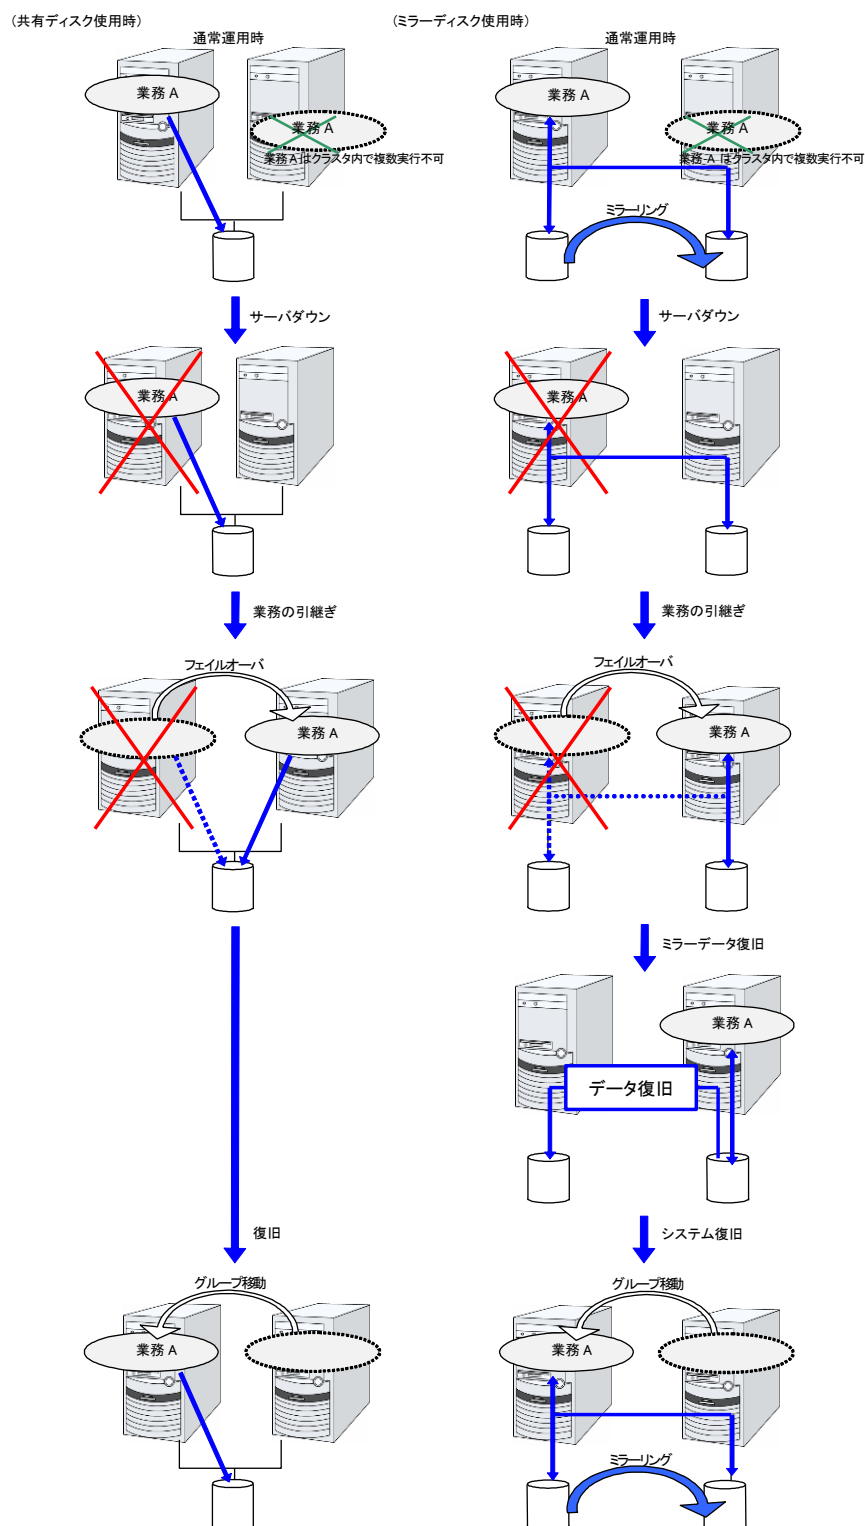 （共有ディスク使用時）
通常運用時
業務 A
業務 A
業務 A はクラスタ内で複数実行不可
サーバダウン
業務 A
業務の引継ぎ
フェイルオーバ
業務 A
復旧
グループ移動
業務 A
（ミラーディスク使用時）
通常運用時
業務 A
業務 A
業務 A はクラスタ内で複数実行不可
ミラーリング
サーバダウン
業務 A
業務の引継ぎ
フェイルオーバ
業務 A
ミラーデータ復旧
業務 A
データ復旧
システム復旧
グループ移動
業務 A
ミラーリング